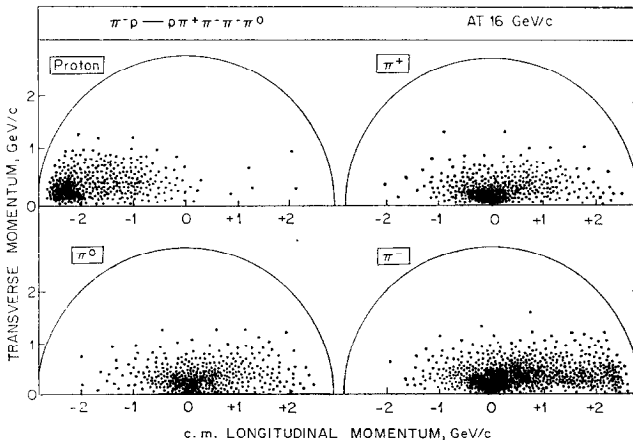 π⁻ρ — ρπ+π⁻π⁻π⁰ AT 16 GeV/c
Proton π⁺
2
1
0
-2 -1 0 +1 +2 -2 -1 0 +1 +2
π⁰ π⁻
2
1
0
-2 -1 0 +1 +2 -2 -1 0 +1 +2
TRANSVERSE MOMENTUM, GeV/c
c.m. LONGITUDINAL MOMENTUM, GeV/c